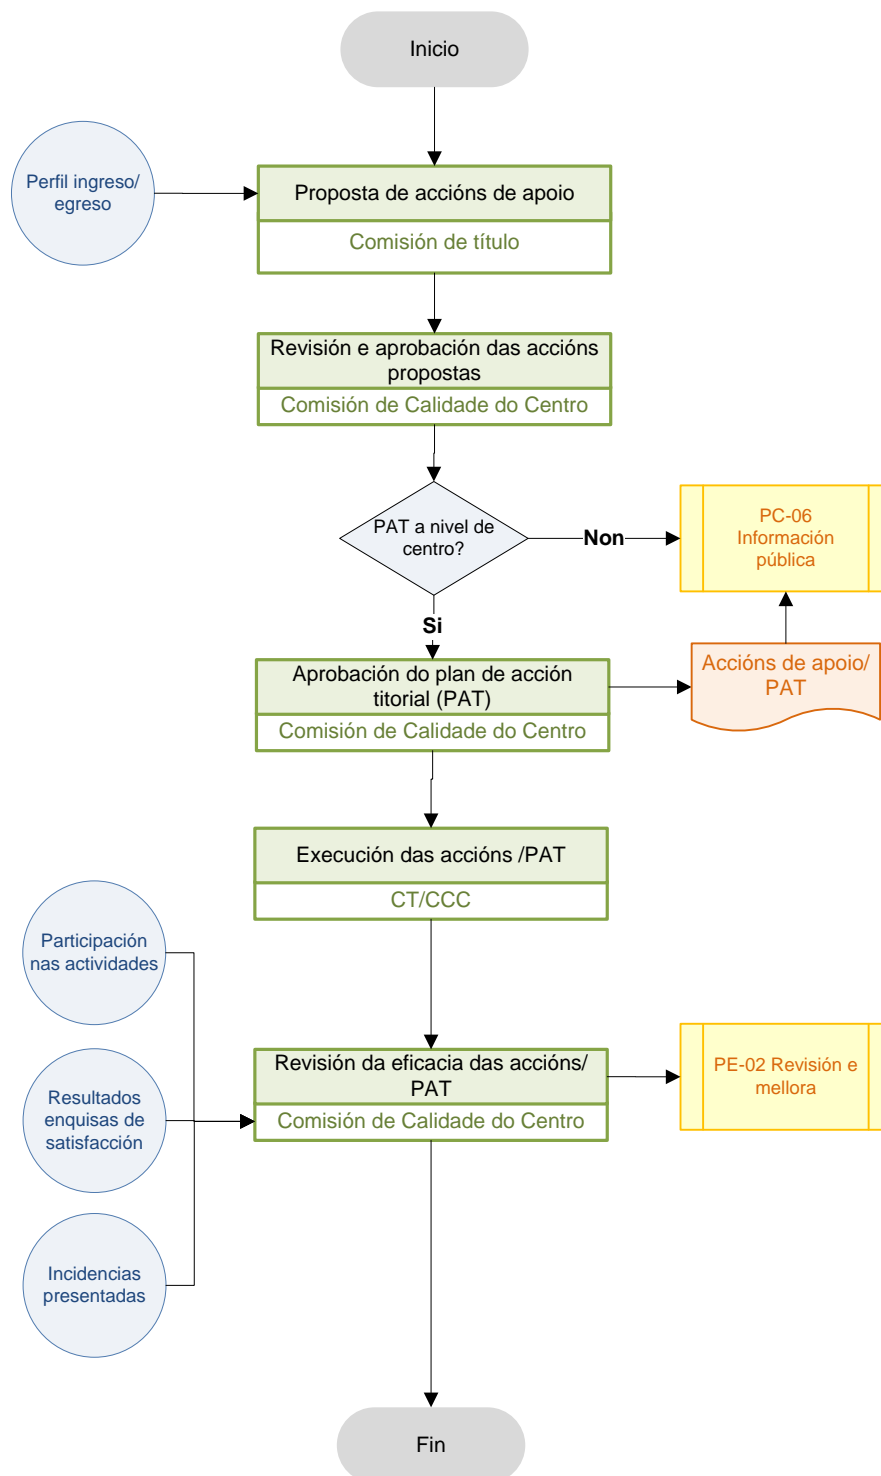 Inicio
Perfil ingreso/
egreso
Proposta de accións de apoio
Comisión de título
Revisión e aprobación das accións
propostas
Comisión de Calidade do Centro
PAT a nivel de
centro?
Non
PC-06
Información
pública
Si
Aprobación do plan de acción
titorial (PAT)
Comisión de Calidade do Centro
Accións de apoio/
PAT
Execución das accións /PAT
CT/CCC
Participación
nas actividades
Revisión da eficacia das accións/
PAT
Comisión de Calidade do Centro
PE-02 Revisión e
mellora
Resultados
enquisas de
satisfacción
Incidencias
presentadas
Fin